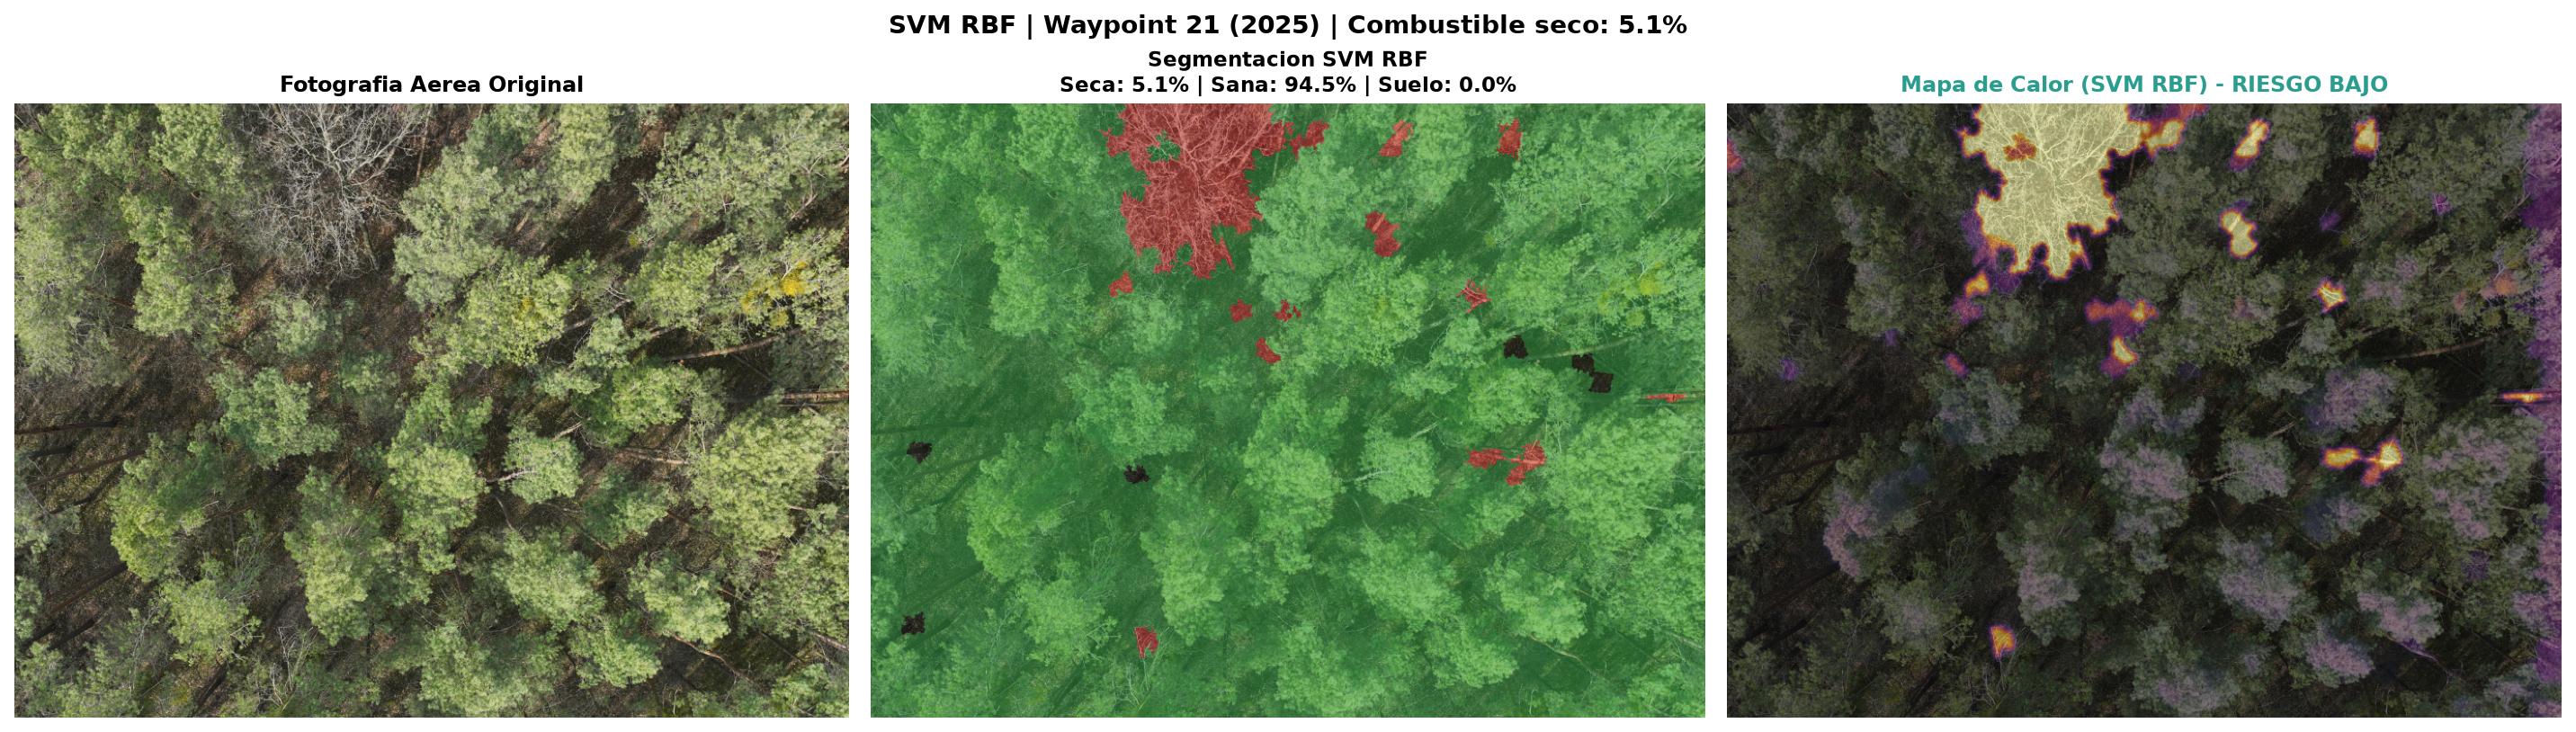 SVM RBF | Waypoint 21 (2025) | Combustible seco: 5.1%
Fotografia Aerea Original
Segmentacion SVM RBF
Seca: 5.1% | Sana: 94.5% | Suelo: 0.0%
Mapa de Calor (SVM RBF) - RIESGO BAJO